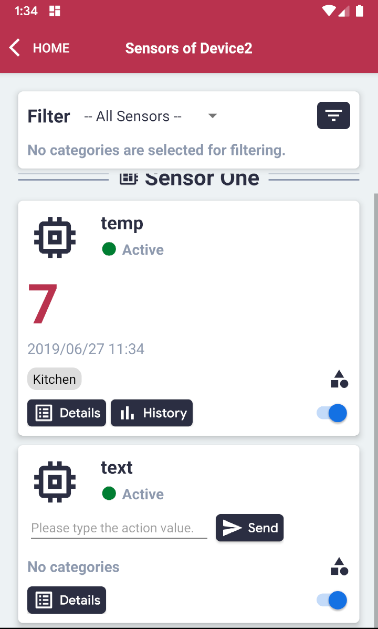 1:34
HOME
Sensors of Device2
Filter
-- All Sensors --
No categories are selected for filtering.
Sensor One
temp
Active
7
2019/06/27 11:34
Kitchen
Details
History
text
Active
Please type the action value.
Send
No categories
Details